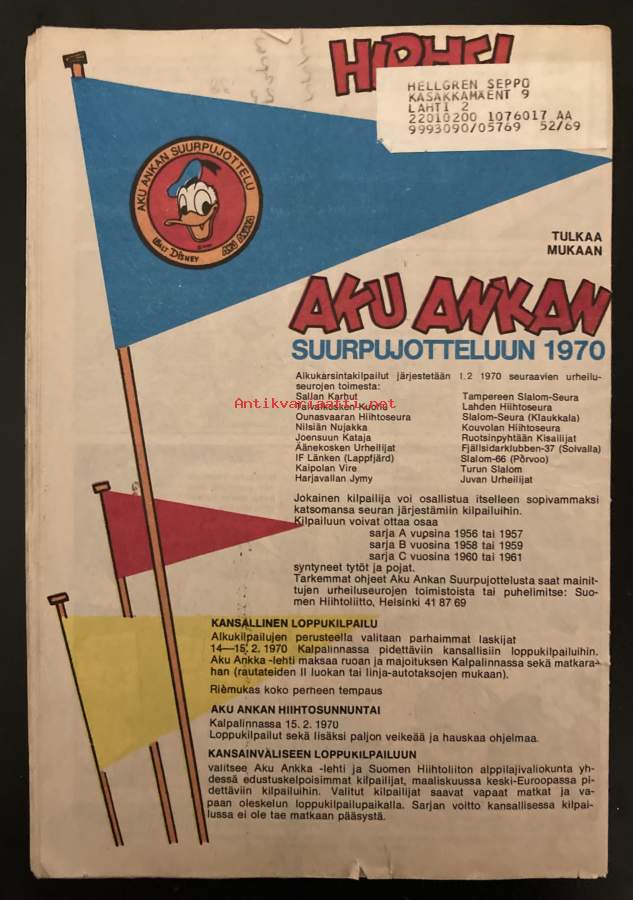 HELLGREN SEPPO
KASAKKAMÄENT 9
LAHTI 2
22010200 1076017 AA
9993090/05769 52/69
AKU ANKAN SUURPUJOTTELU
WALT DISNEY
TULKAA
MUKAAN
AKU ANKAN
SUURPUJOTTELUUN 1970
Alkukarsintakilpailut järjestetään 1.2 1970 seuraavien urheilu-
seurojen toimesta:
Sallan Karhut
Taivalkosken Kuohu
Ounasvaaran Hiihtoseura
Nilsiän Nujakka
Joensuun Kataja
Äänekosken Urheilijat
IF Länken (Lappfjärd)
Kaipolan Vire
Harjavallan Jymy
Tampereen Slalom-Seura
Lahden Hiihtoseura
Slalom-Seura (Klaukkala)
Kouvolan Hiihtoseura
Ruotsinpyhtään Kisailijat
Fjällsidarklubben-37 (Solvalla)
Slalom-66 (Porvoo)
Turun Slalom
Juvan Urheilijat
Antikvariaatti.net
Jokainen kilpailija voi osallistua itselleen sopivammaksi
katsomansa seuran järjestämiin kilpailuihin.
Kilpailuun voivat ottaa osaa
sarja A vupsina 1956 tai 1957
sarja B vuosina 1958 tai 1959
sarja C vuosina 1960 tai 1961
syntyneet tytöt ja pojat.
Tarkemmat ohjeet Aku Ankan Suurpujottelusta saat mainit-
tujen urheiluseurojen toimistoista tai puhelimitse: Suo-
men Hiihtoliitto, Helsinki 41 87 69
KANSALLINEN LOPPUKILPAILU
Alkukilpailujen perusteella valitaan parhaimmat laskijat
14—15. 2. 1970 Kalpalinnassa pidettäviin kansallisiin loppukilpailuihin.
Aku Ankka -lehti maksaa ruoan ja majoituksen Kalpalinnassa sekä matkara-
han (rautateiden II luokan tai linja-autotaksojen mukaan).
Riemukas koko perheen tempaus
AKU ANKAN HIIHTOSUNNUNTAI
Kalpalinnassa 15. 2. 1970
Loppukilpailut sekä lisäksi paljon veikeää ja hauskaa ohjelmaa.
KANSAINVÄLISEEN LOPPUKILPAILUUN
valitsee Aku Ankka -lehti ja Suomen Hiihtoliiton alppilajivaliokunta yh-
dessä edustuskelpoisimmat kilpailijat, maaliskuussa keski-Euroopassa pi-
dettäviin kilpailuihin. Valitut kilpailijat saavat vapaat matkat ja va-
paan oleskelun loppukilpailupaikalla. Sarjan voitto kansallisessa kilpai-
lussa ei ole tae matkaan pääsystä.